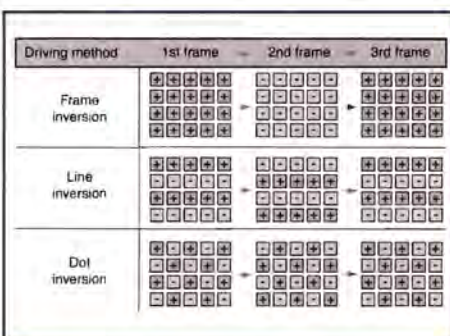 Driving method 1st frame – 2nd frame – 3rd frame
Frame
inversion
+ + + + + - - - - - + + + + +
+ + + + + - - - - - + + + + +
+ + + + + - - - - - + + + + +
+ + + + + - - - - - + + + + +
Line
inversion
+ + + + + - - - - - + + + + +
- - - - - + + + + + - - - - -
+ + + + + - - - - - + + + + +
- - - - - + + + + + - - - - -
Dot
inversion
+ - + - + - + - + - + - + - +
- + - + - + - + - + - + - + -
+ - + - + - + - + - + - + - +
- + - + - + - + - + - + - + -